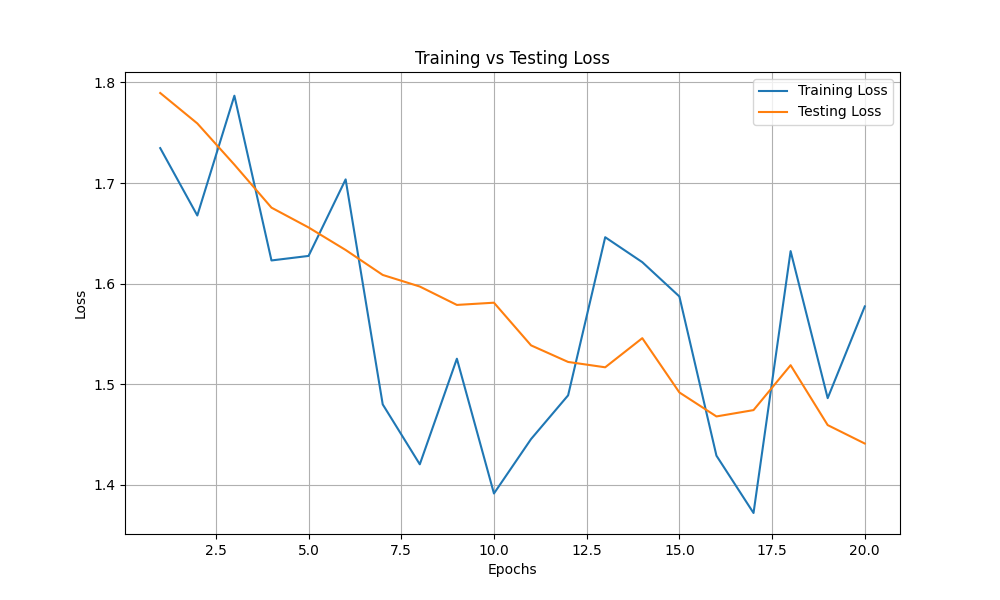 Training vs Testing Loss
Training Loss
Testing Loss
1.8
1.7
1.6
1.5
1.4
Loss
2.5 5.0 7.5 10.0 12.5 15.0 17.5 20.0
Epochs